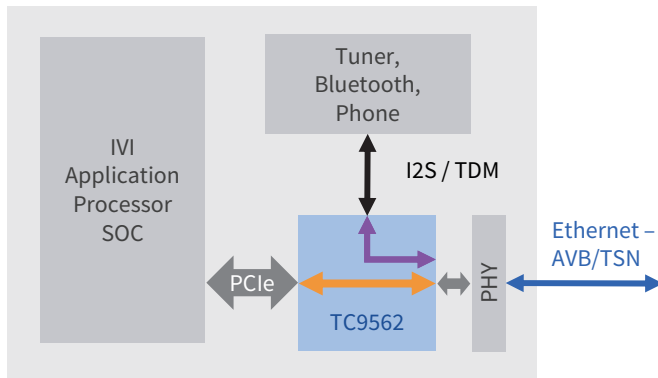 Tuner,
Bluetooth,
Phone
IVI
Application
Processor
SOC
I2S / TDM
PCIe
TC9562
PHY
Ethernet –
AVB/TSN